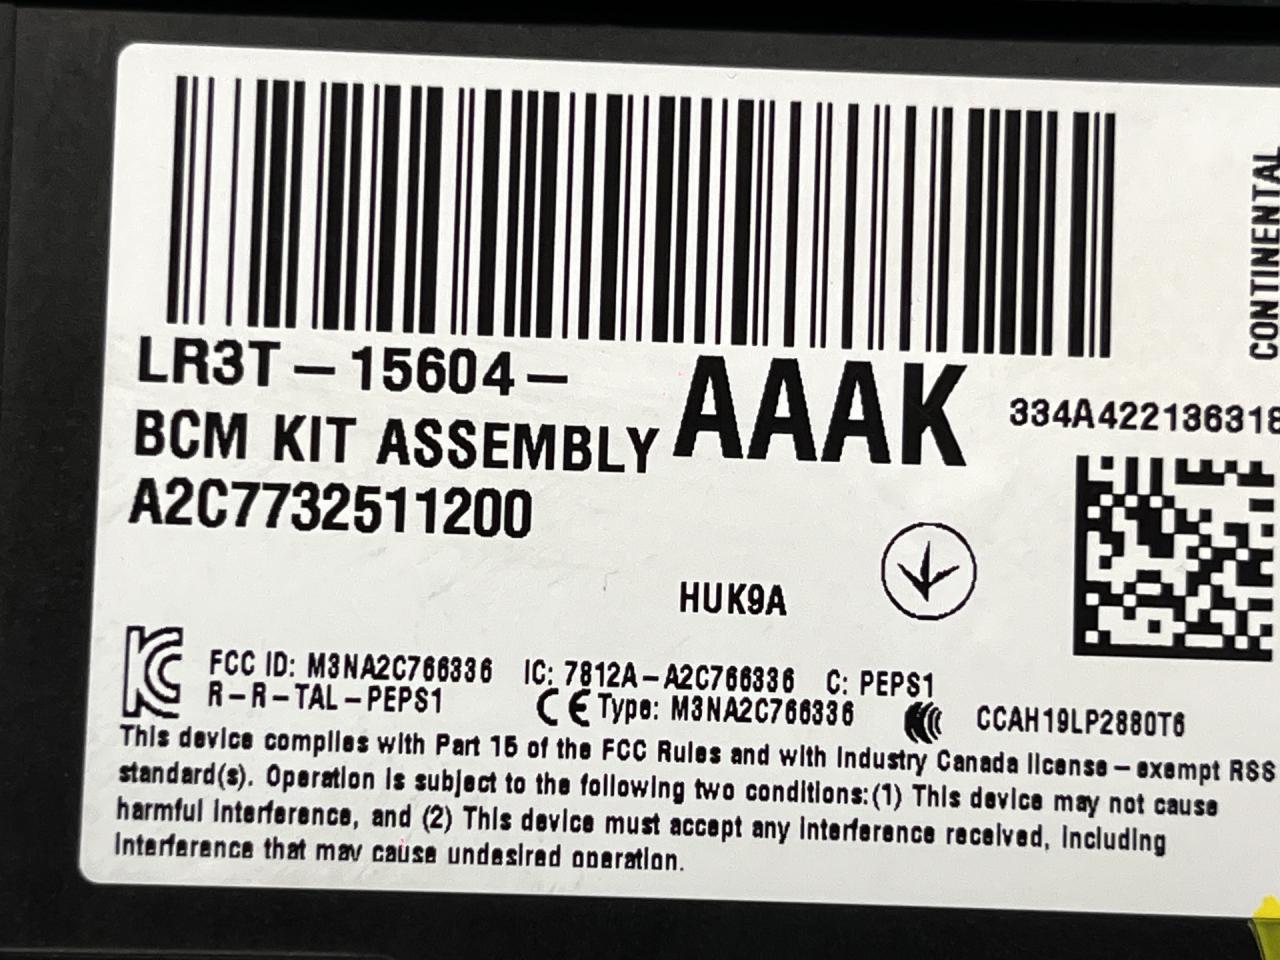 CONTINENTAL
LR3T-15604- AAAK
334A422136318
BCM KIT ASSEMBLY
A2C7732511200
HUK9A
FCC ID: M3NA2C766336 IC: 7812A-A2C766336 C: PEPS1
R-R-TAL-PEPS1 CE Type: M3NA2C766336 CCAH19LP2880T6
This device complies with Part 15 of the FCC Rules and with Industry Canada license-exempt RSS
standard(s). Operation is subject to the following two conditions:(1) This device may not cause
harmful interference, and (2) This device must accept any interference received, including
interference that may cause undesired operation.